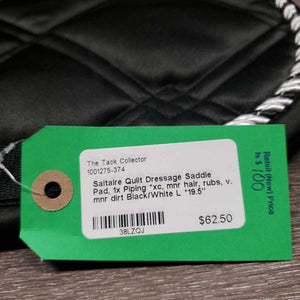 The Tack Collector
1001275-374
Saltaire Quilt Dressage Saddle
Pad, 1x Piping *xc, mnr hair, rubs, v.
mnr dirt Black/White L *19.5"
$62.50
3BLZQJ
Retail (New) Price
Is $ 100